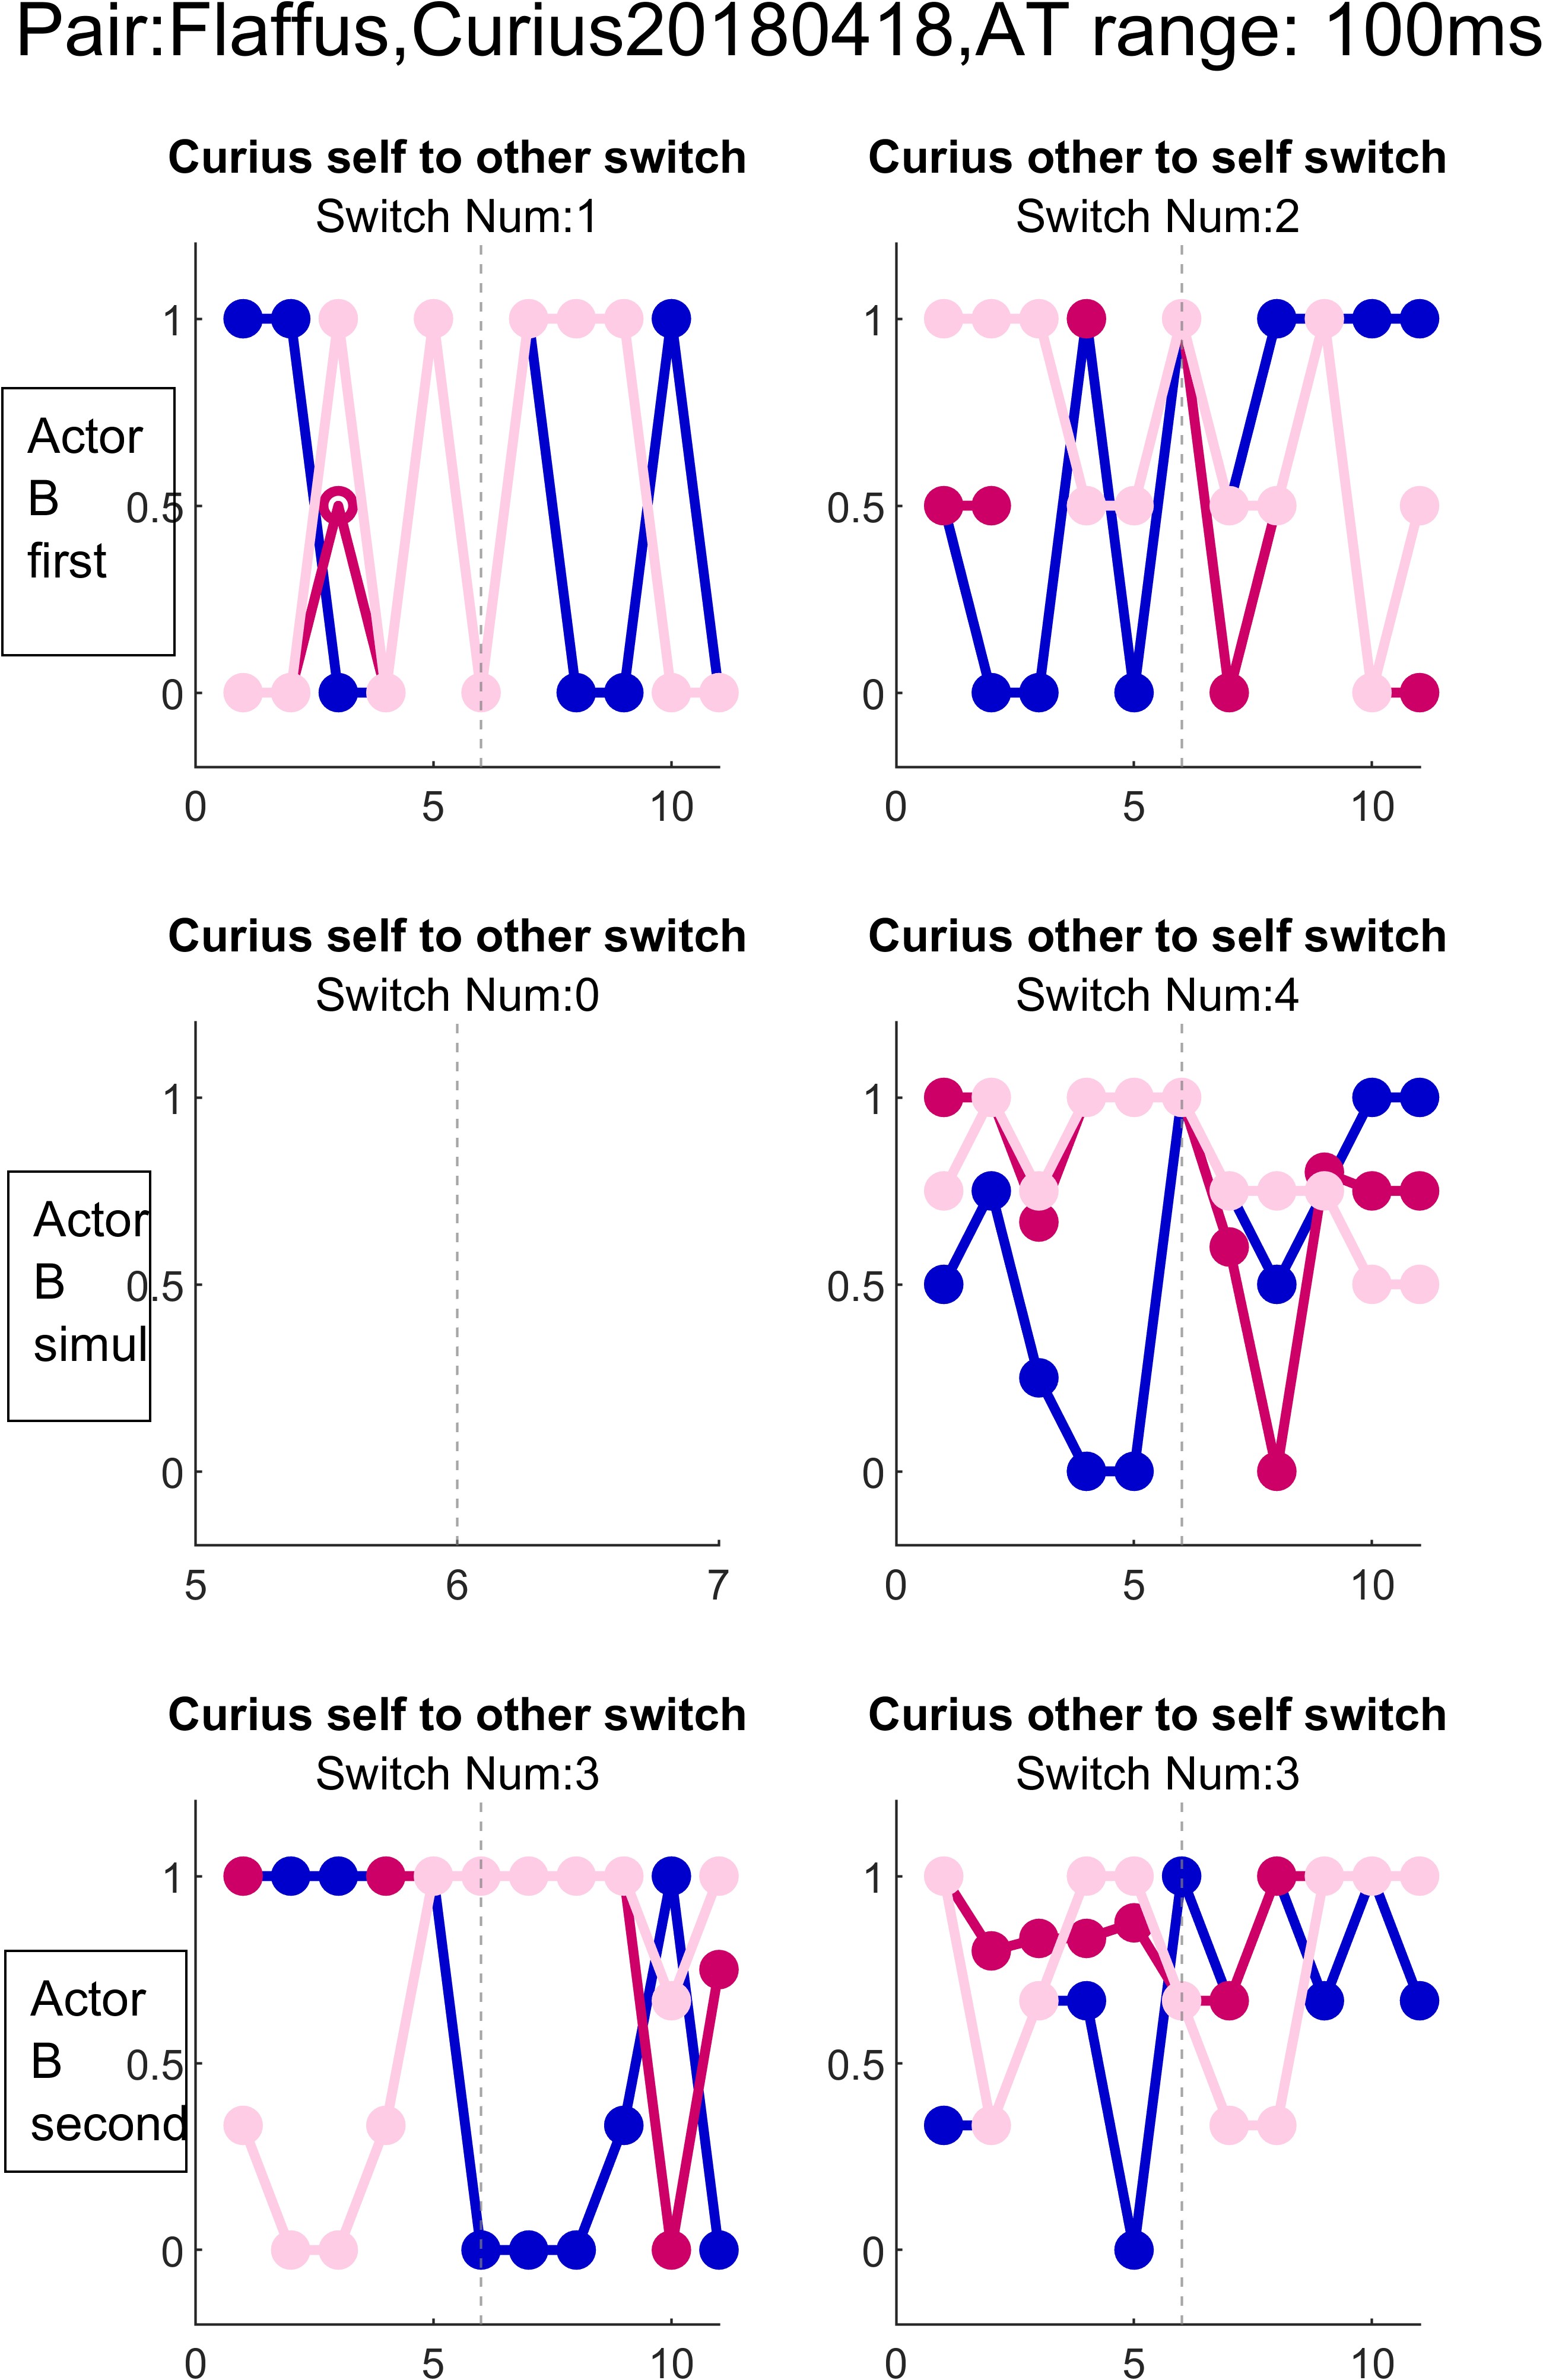 Pair:Flaffus,Curius20180418,AT range: 100ms
Curius self to other switch
Switch Num:1
1
0.5
0
0 5 10
Actor
B
first
Curius other to self switch
Switch Num:2
1
0.5
0
0 5 10
Curius self to other switch
Switch Num:0
1
0.5
0
5 6 7
Actor
B
simul
Curius other to self switch
Switch Num:4
1
0.5
0
0 5 10
Curius self to other switch
Switch Num:3
1
0.5
0
0 5 10
Actor
B
second
Curius other to self switch
Switch Num:3
1
0.5
0
0 5 10